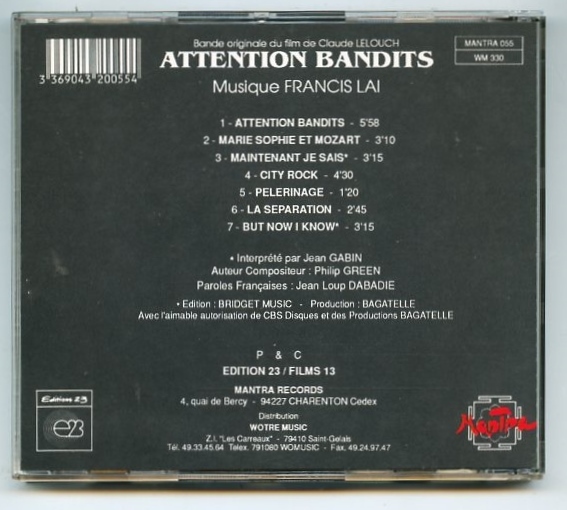 Bande originale du film de Claude LELOUCH
ATTENTION BANDITS
Musique FRANCIS LAI
3 369043 200554
MANTRA 055
WM 330
1 - ATTENTION BANDITS - 5'58
2 - MARIE SOPHIE ET MOZART - 3'10
3 - MAINTENANT JE SAIS* - 3'15
4 - CITY ROCK - 4'30
5 - PELERINAGE - 1'20
6 - LA SEPARATION - 2'45
7 - BUT NOW I KNOW* - 3'15
• Interprété par Jean GABIN
Auteur Compositeur : Philip GREEN
Paroles Françaises : Jean Loup DABADIE
• Edition : BRIDGET MUSIC - Production : BAGATELLE
Avec l'aimable autorisation de CBS Disques et des Productions BAGATELLE
P & C
EDITION 23 / FILMS 13
MANTRA RECORDS
4, quai de Bercy - 94227 CHARENTON Cedex
Distribution
WOTRE MUSIC
Z.I. "Les Carreaux" - 79410 Saint-Gelais
Tél. 49.33.45.64 Telex. 791080 WOMUSIC - Fax. 49.24.97.47
Editions 23
e23
Mantra